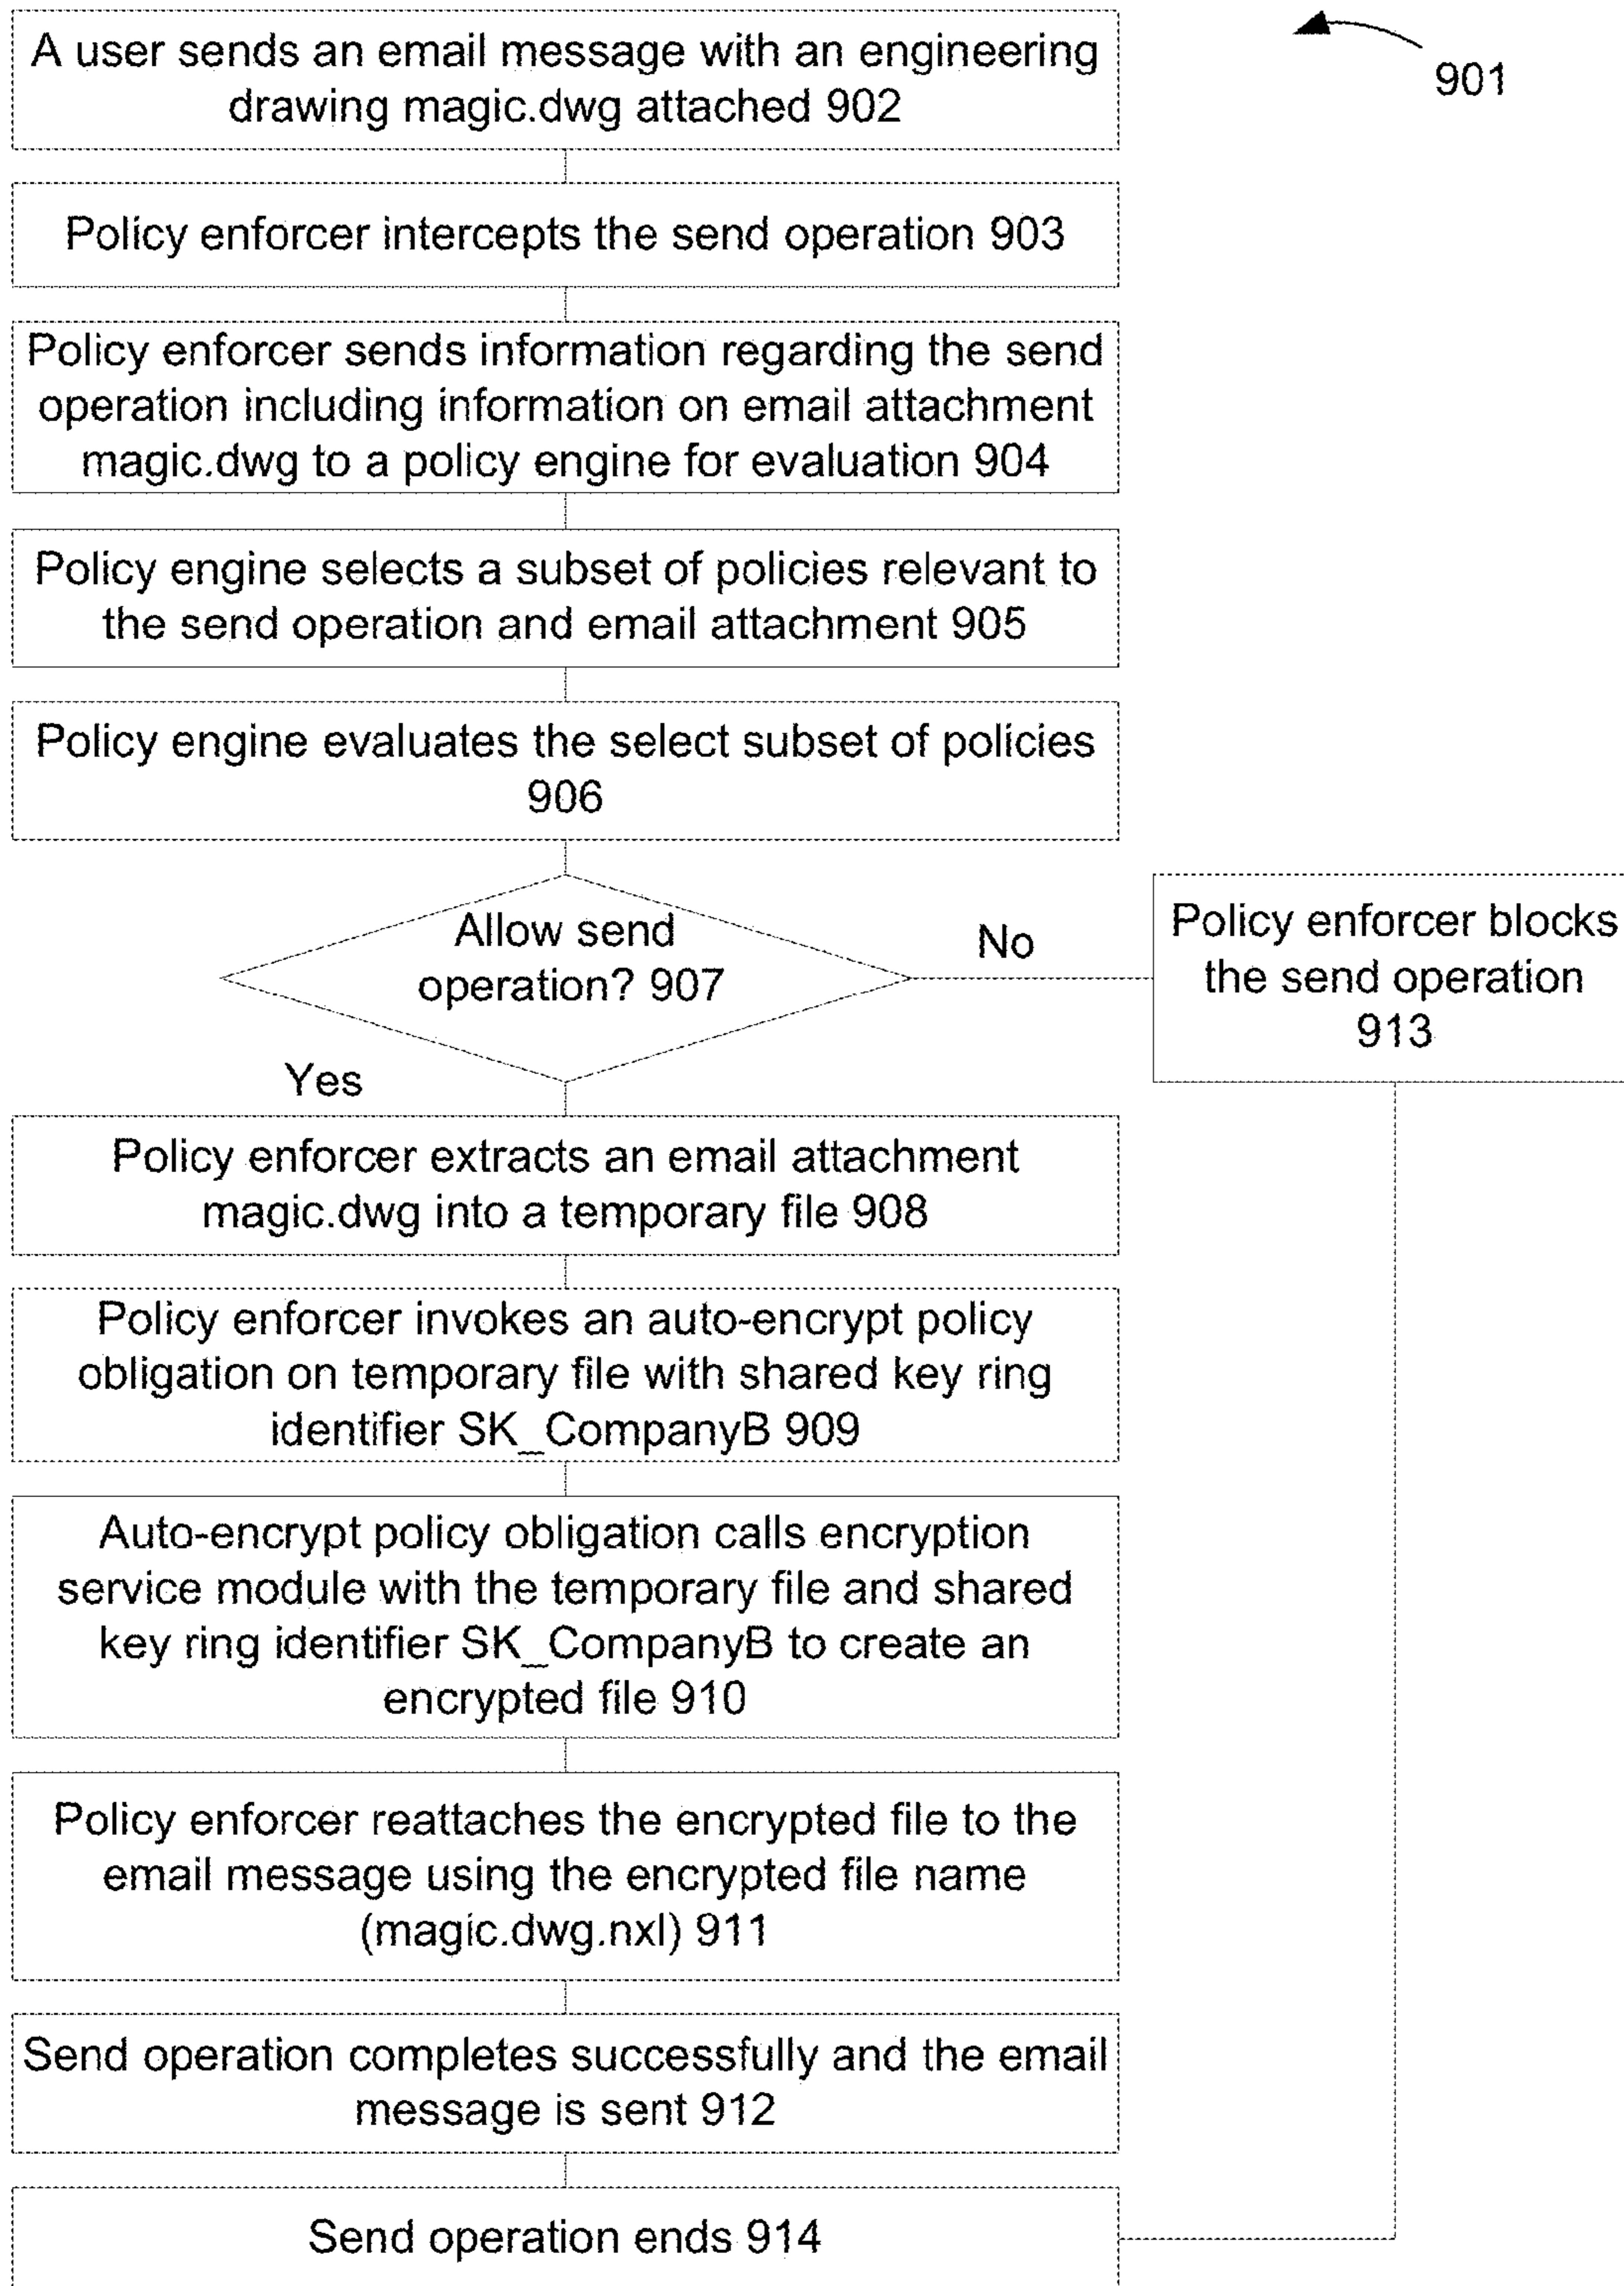 A user sends an email message with an engineering
drawing magic.dwg attached 902
901
Policy enforcer intercepts the send operation 903
Policy enforcer sends information regarding the send
operation including information on email attachment
magic.dwg to a policy engine for evaluation 904
Policy engine selects a subset of policies relevant to
the send operation and email attachment 905
Policy engine evaluates the select subset of policies
906
Allow send
operation? 907
No
Policy enforcer blocks
the send operation
913
Yes
Policy enforcer extracts an email attachment
magic.dwg into a temporary file 908
Policy enforcer invokes an auto-encrypt policy
obligation on temporary file with shared key ring
identifier SK_CompanyB 909
Auto-encrypt policy obligation calls encryption
service module with the temporary file and shared
key ring identifier SK_CompanyB to create an
encrypted file 910
Policy enforcer reattaches the encrypted file to the
email message using the encrypted file name
(magic.dwg.nxl) 911
Send operation completes successfully and the email
message is sent 912
Send operation ends 914